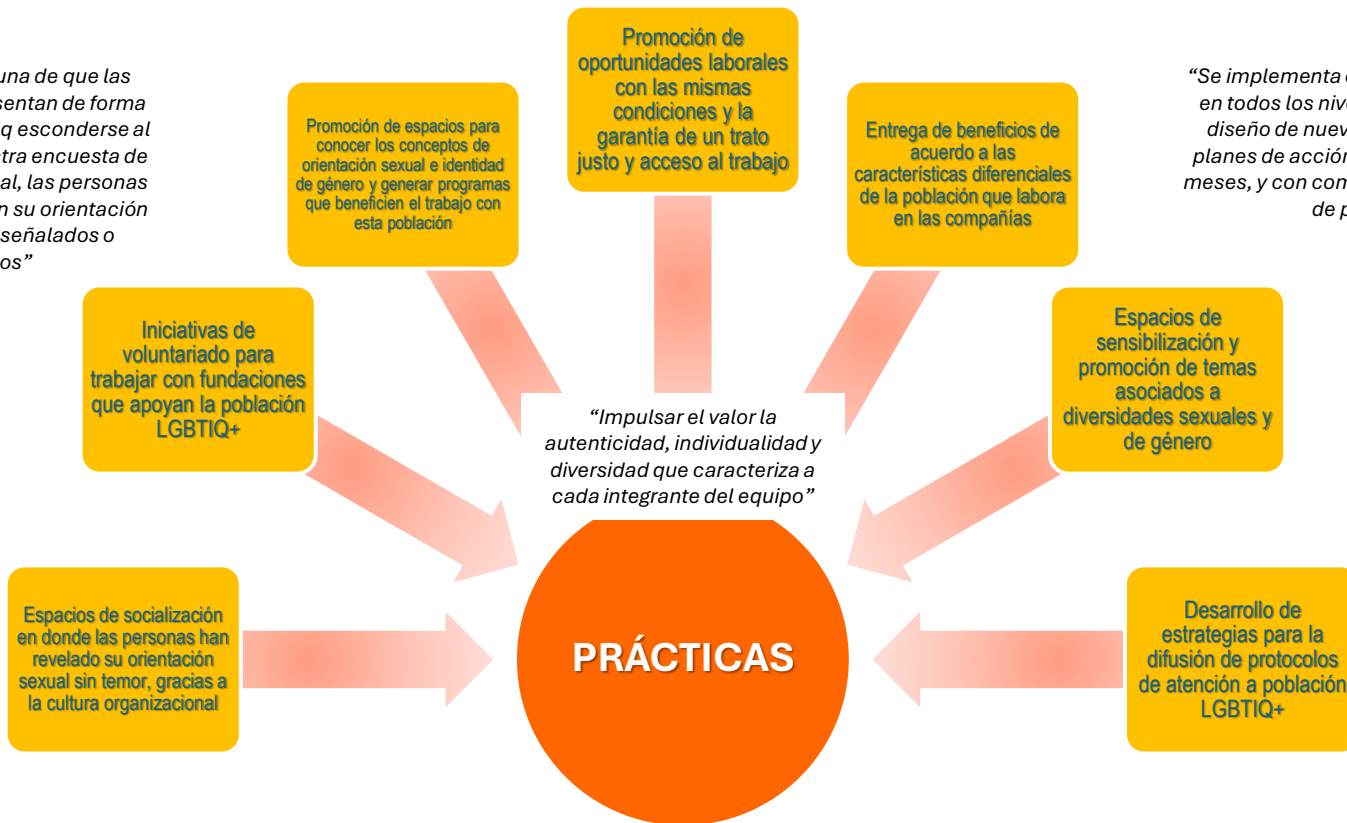 una de que las
sentan de forma
q esconderse al
stra encuesta de
al, las personas
n su orientación
señalados o
os”
Promoción de espacios para
conocer los conceptos de
orientación sexual e identidad
de género y generar programas
que beneficien el trabajo con
esta población
Promoción de
oportunidades laborales
con las mismas
condiciones y la
garantía de un trato
justo y acceso al trabajo
Entrega de beneficios de
acuerdo a las
características diferenciales
de la población que labora
en las compañías
“Se implementa
en todos los nive
diseño de nuev
planes de acción
meses, y con com
de p
Iniciativas de
voluntariado para
trabajar con fundaciones
que apoyan la población
LGBTIQ+
Espacios de
sensibilización y
promoción de temas
asociados a
diversidades sexuales y
de género
“Impulsar el valor la
autenticidad, individualidad y
diversidad que caracteriza a
cada integrante del equipo”
Espacios de socialización
en donde las personas han
revelado su orientación
sexual sin temor, gracias a
la cultura organizacional
PRÁCTICAS
Desarrollo de
estrategias para la
difusión de protocolos
de atención a población
LGBTIQ+